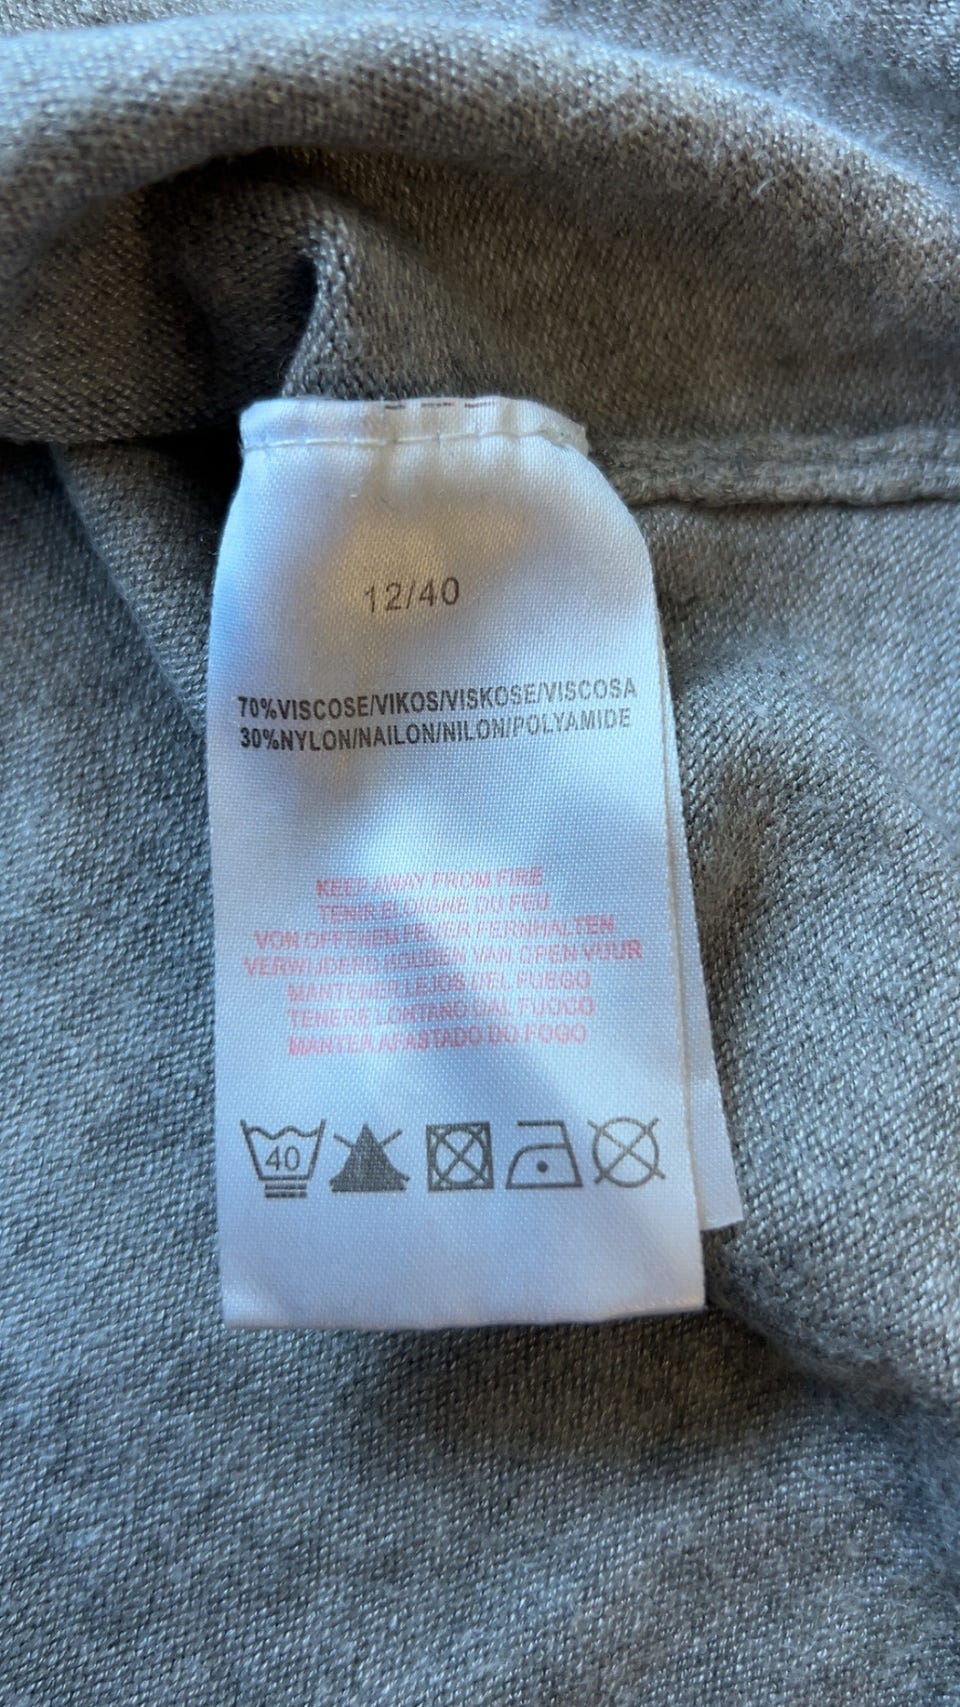 12/40
70%VISCOSE/VIKOS/VISKOSE/VISCOSA
30%NYLON/NAILON/NILON/POLYAMIDE
KEEP AWAY FROM FIRE
TENIR ELOIGNE DU FEU
VON OFFENEM FEUER FERNHALTEN
VERWIJDERD HOUDEN VAN OPEN VUUR
MANTENER LEJOS DEL FUEGO
TENERE LONTANO DAL FUOCO
MANTER AFASTADO DO FOGO
40